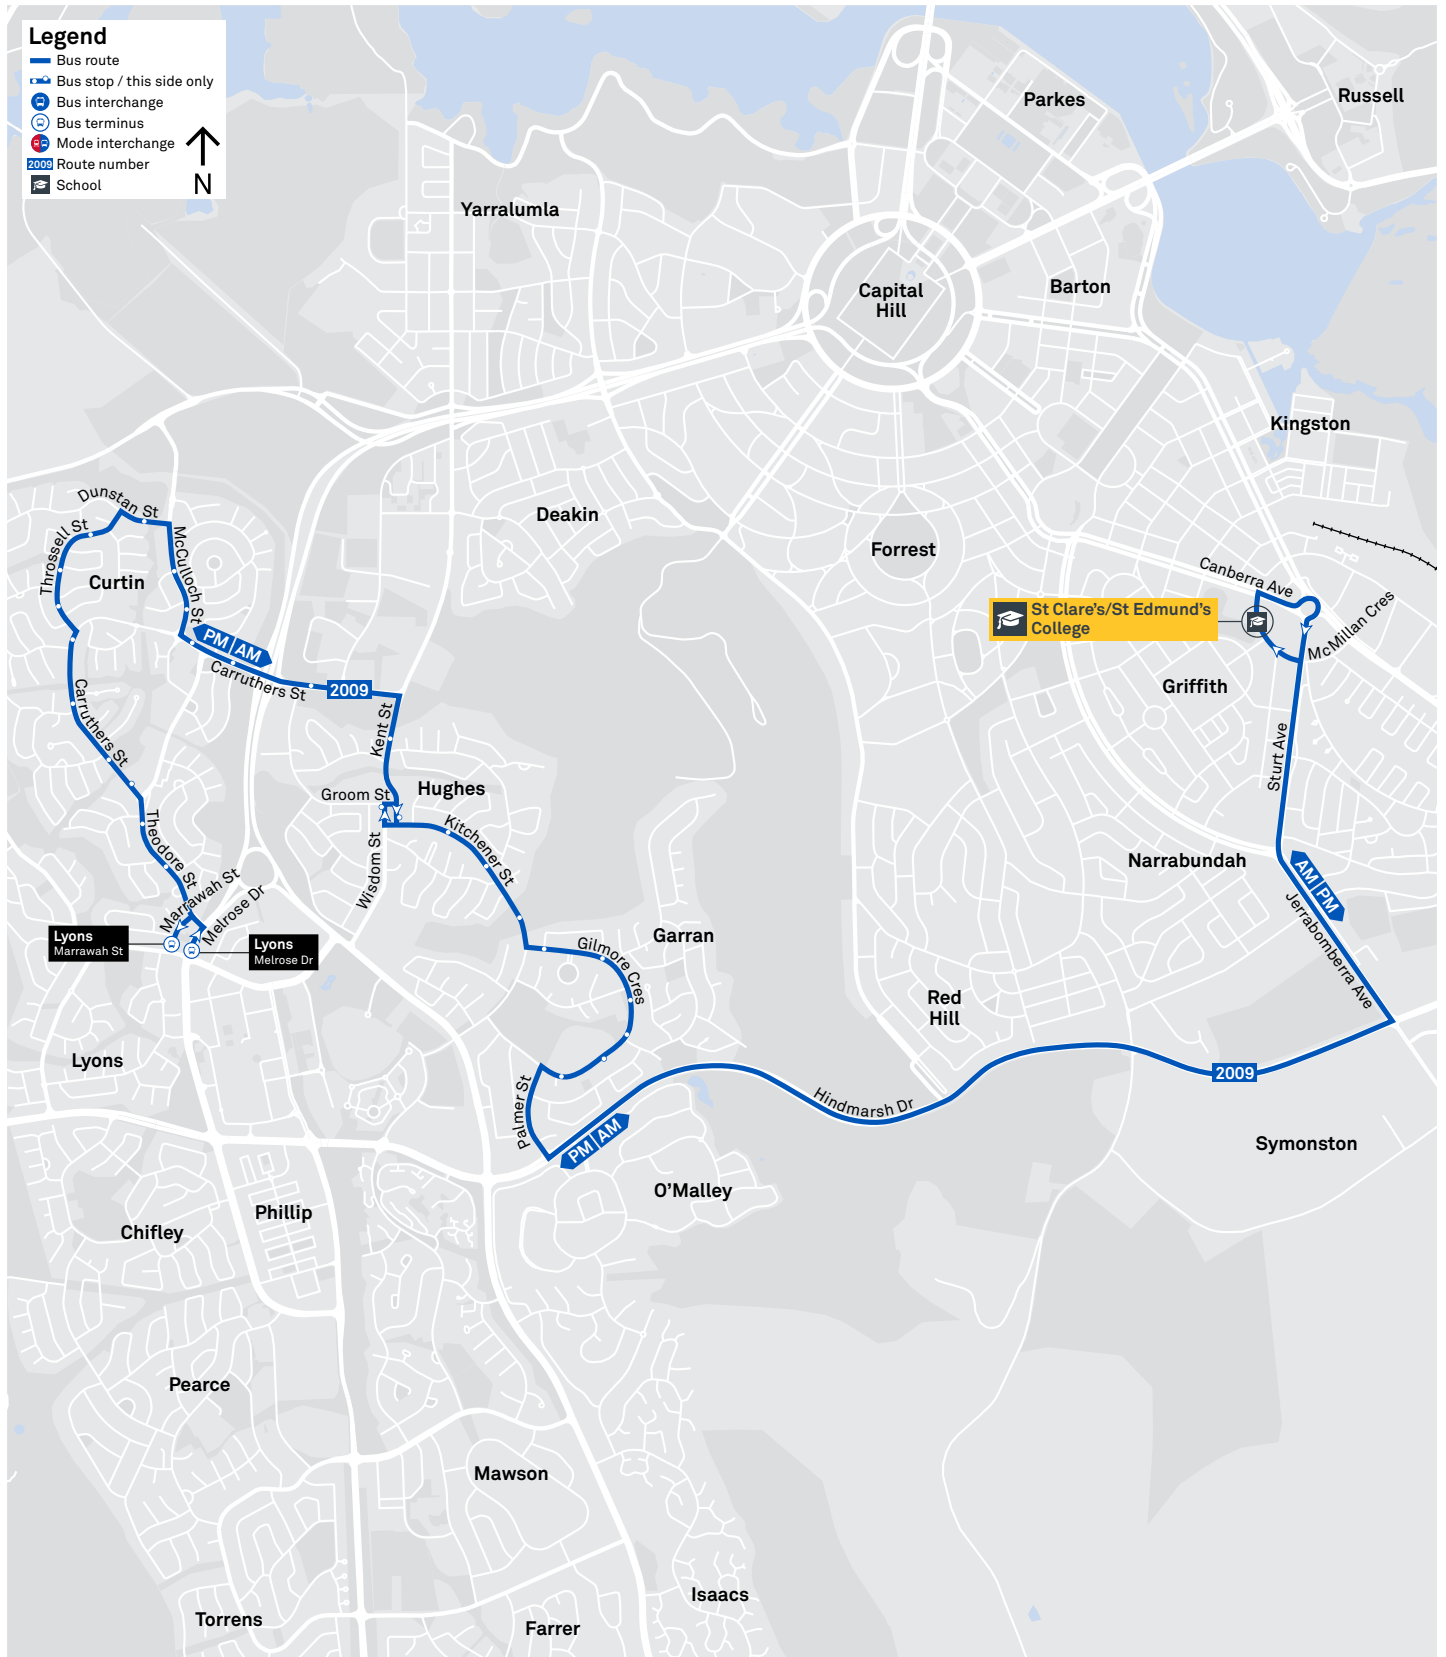 Legend
Bus route
Bus stop / this side only
Bus interchange
Bus terminus
Mode interchange
2009 Route number
School
N
Parkes
Russell
Yarralumla
Capital
Hill
Barton
Kingston
Dunstan St
Throssell St
McCulloch St
Curtin
Deakin
Forrest
Canberra Ave
St Clare's/St Edmund's
College
McMillan Cres
PM AM
Carruthers St
2009
Griffith
Kent St
Carruthers St
Sturt Ave
Groom St
Hughes
Theodore St
Wisdom St
Kitchener St
Narrabundah
Marrawah St
Melrose Dr
AM PM
Jerrabomberra Ave
Lyons
Marrawah St
Lyons
Melrose Dr
Garran
Gilmore Cres
Red
Hill
Lyons
2009
Palmer St
Hindmarsh Dr
PM AM
Symonston
O'Malley
Phillip
Chifley
Pearce
Mawson
Isaacs
Torrens
Farrer